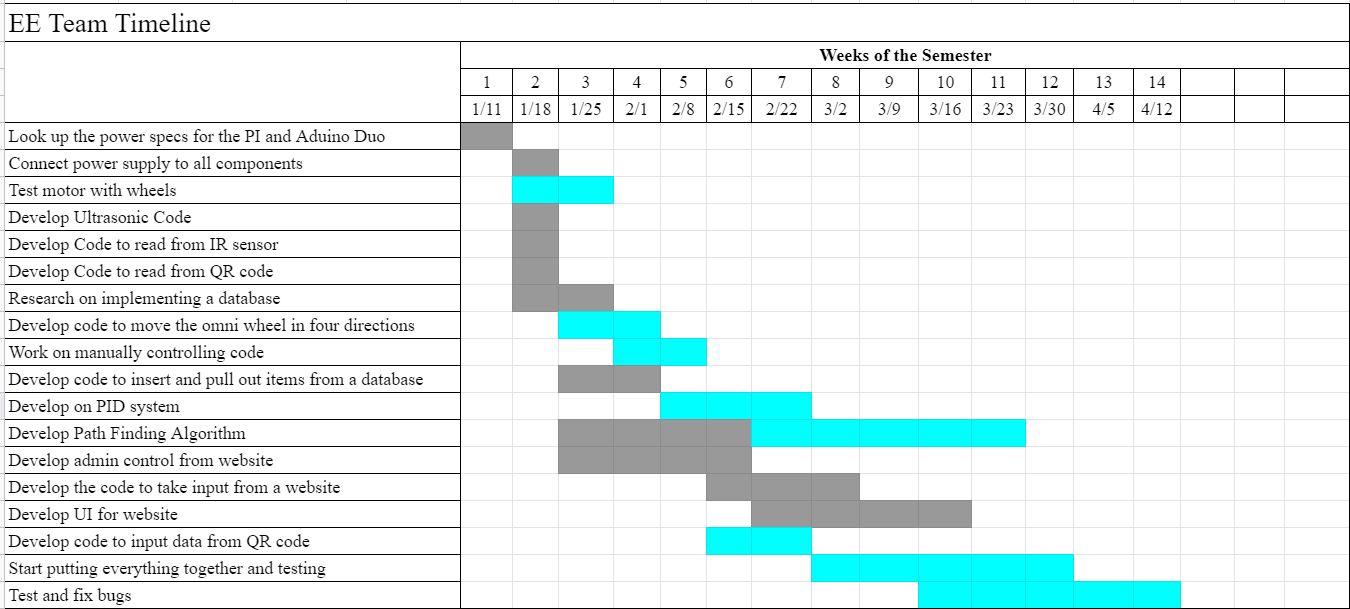 EE Team Timeline
Weeks of the Semester
1 2 3 4 5 6 7 8 9 10 11 12 13 14
1/11 1/18 1/25 2/1 2/8 2/15 2/22 3/2 3/9 3/16 3/23 3/30 4/5 4/12
Look up the power specs for the PI and Aduino Duo
Connect power supply to all components
Test motor with wheels
Develop Ultrasonic Code
Develop Code to read from IR sensor
Develop Code to read from QR code
Research on implementing a database
Develop code to move the omni wheel in four directions
Work on manually controlling code
Develop code to insert and pull out items from a database
Develop on PID system
Develop Path Finding Algorithm
Develop admin control from website
Develop the code to take input from a website
Develop UI for website
Develop code to input data from QR code
Start putting everything together and testing
Test and fix bugs